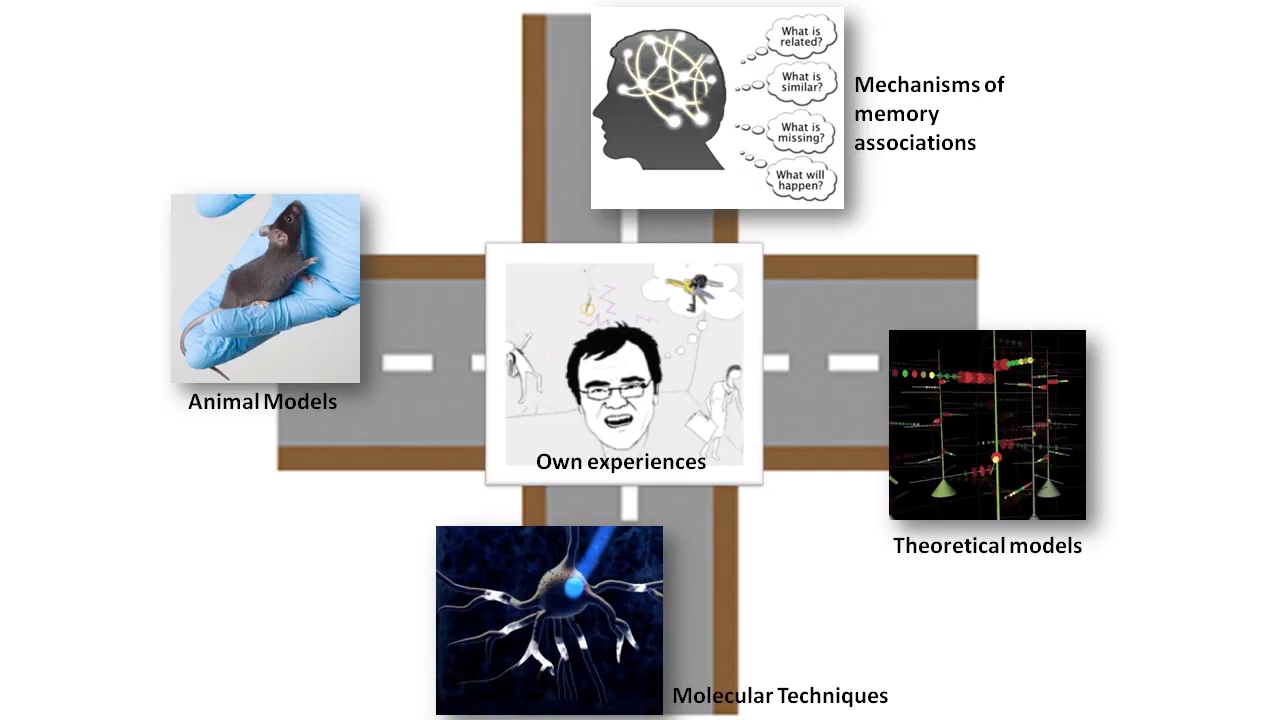 What is
related?
What is
similar?
What is
missing?
What will
happen?
Mechanisms of
memory
associations
Animal Models
Own experiences
Theoretical models
Molecular Techniques